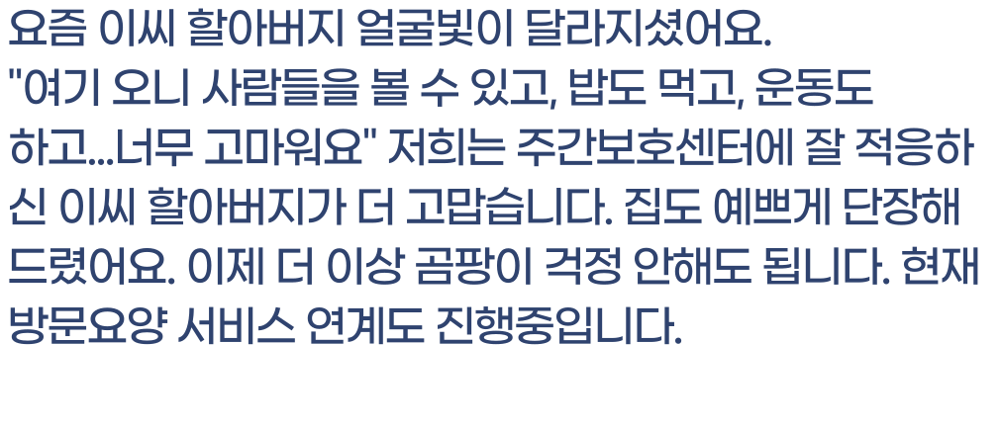 요즘 이씨 할아버지 얼굴빛이 달라지셨어요.
"여기 오니 사람들을 볼 수 있고, 밥도 먹고, 운동도
하고...너무 고마워요" 저희는 주간보호센터에 잘 적응하
신 이씨 할아버지가 더 고맙습니다. 집도 예쁘게 단장해
드렸어요. 이제 더 이상 곰팡이 걱정 안해도 됩니다. 현재
방문요양 서비스 연계도 진행중입니다.